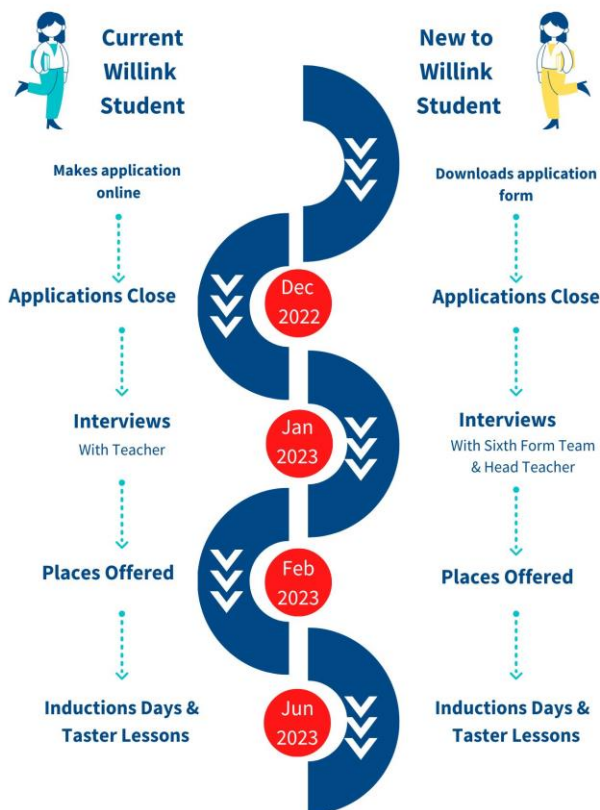 Current
Willink
Student
New to
Willink
Student
Makes application
online
Downloads application
form
Applications Close
Dec
2022
Applications Close
Interviews
With Teacher
Jan
2023
Interviews
With Sixth Form Team
& Head Teacher
Places Offered
Feb
2023
Places Offered
Inductions Days &
Taster Lessons
Jun
2023
Inductions Days &
Taster Lessons